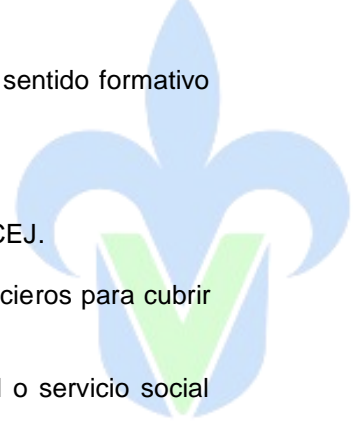 sentido formativo
CEJ.
cieros para cubrir
o servicio social